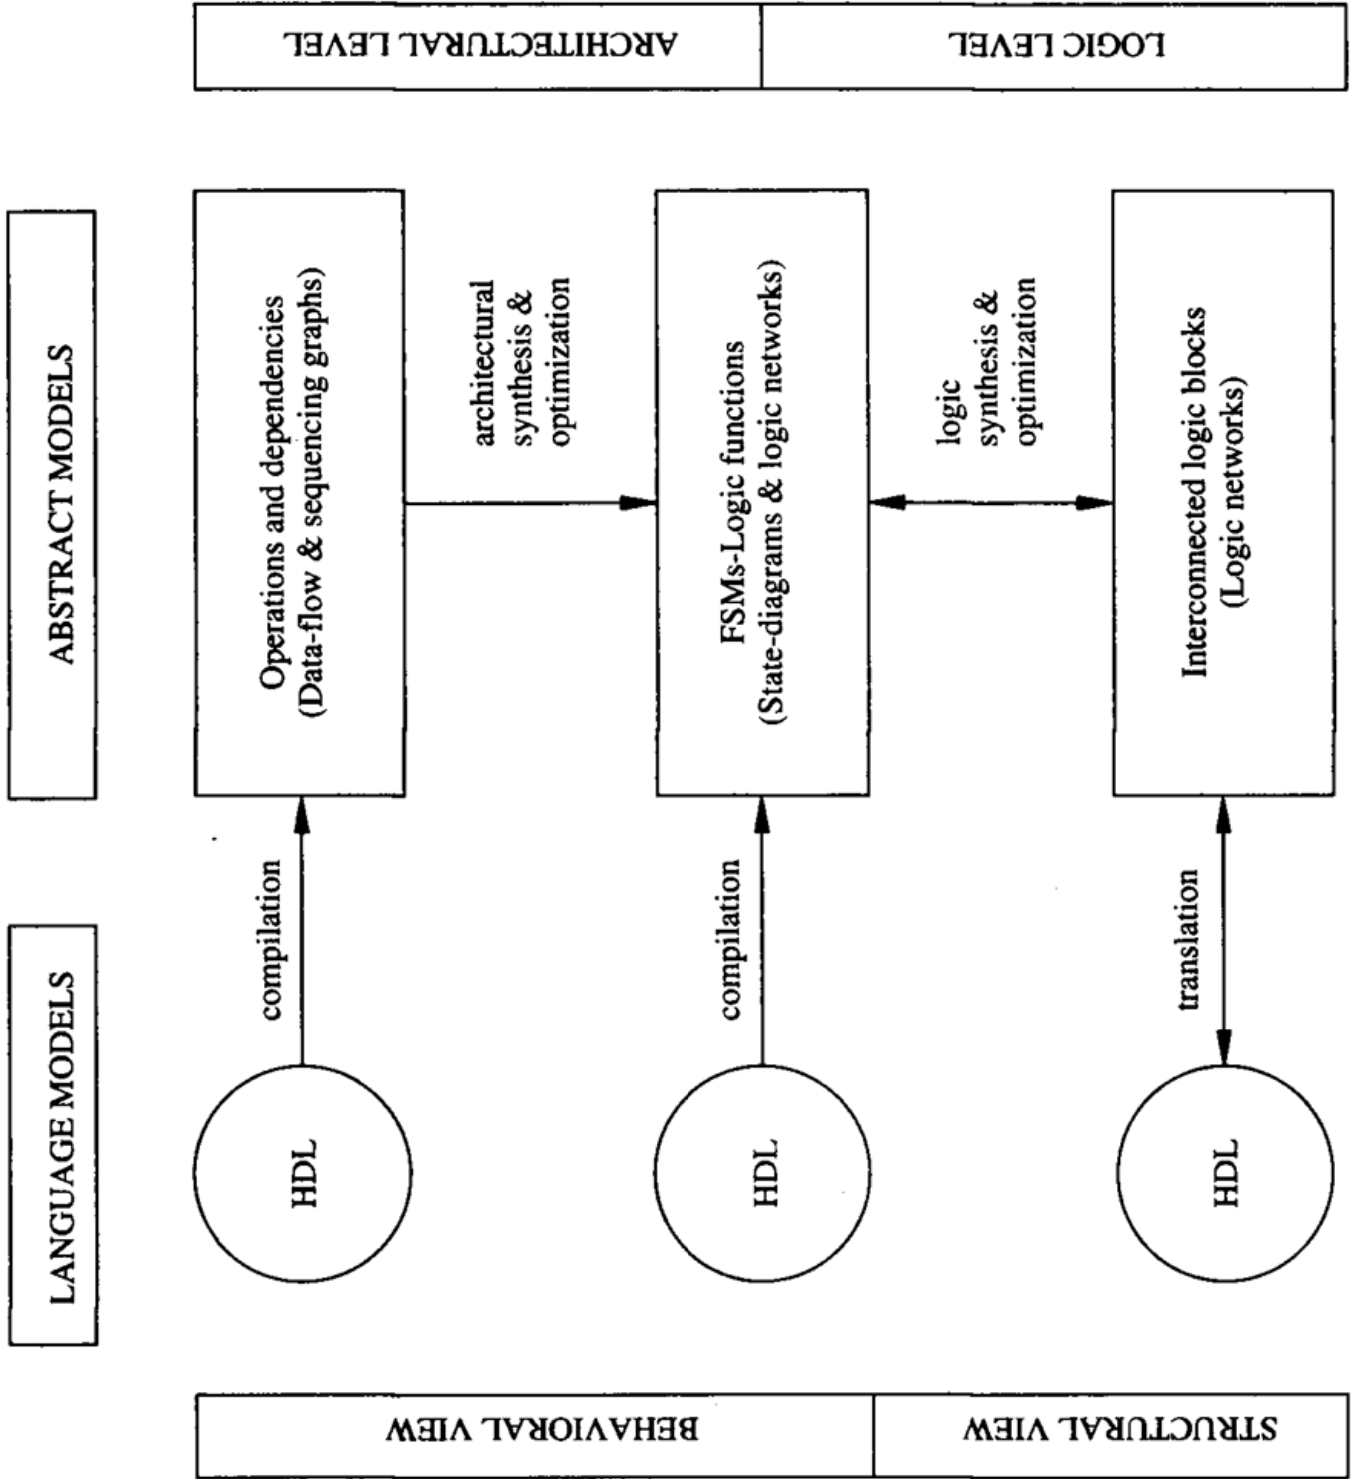 LANGUAGE MODELS
ABSTRACT MODELS
BEHAVIORAL VIEW
STRUCTURAL VIEW
HDL
compilation
Operations and dependencies
(Data-flow & sequencing graphs)
architectural
synthesis &
optimization
HDL
compilation
FSMs-Logic functions
(State-diagrams & logic networks)
logic
synthesis &
optimization
HDL
translation
Interconnected logic blocks
(Logic networks)
ARCHITECTURAL LEVEL
LOGIC LEVEL